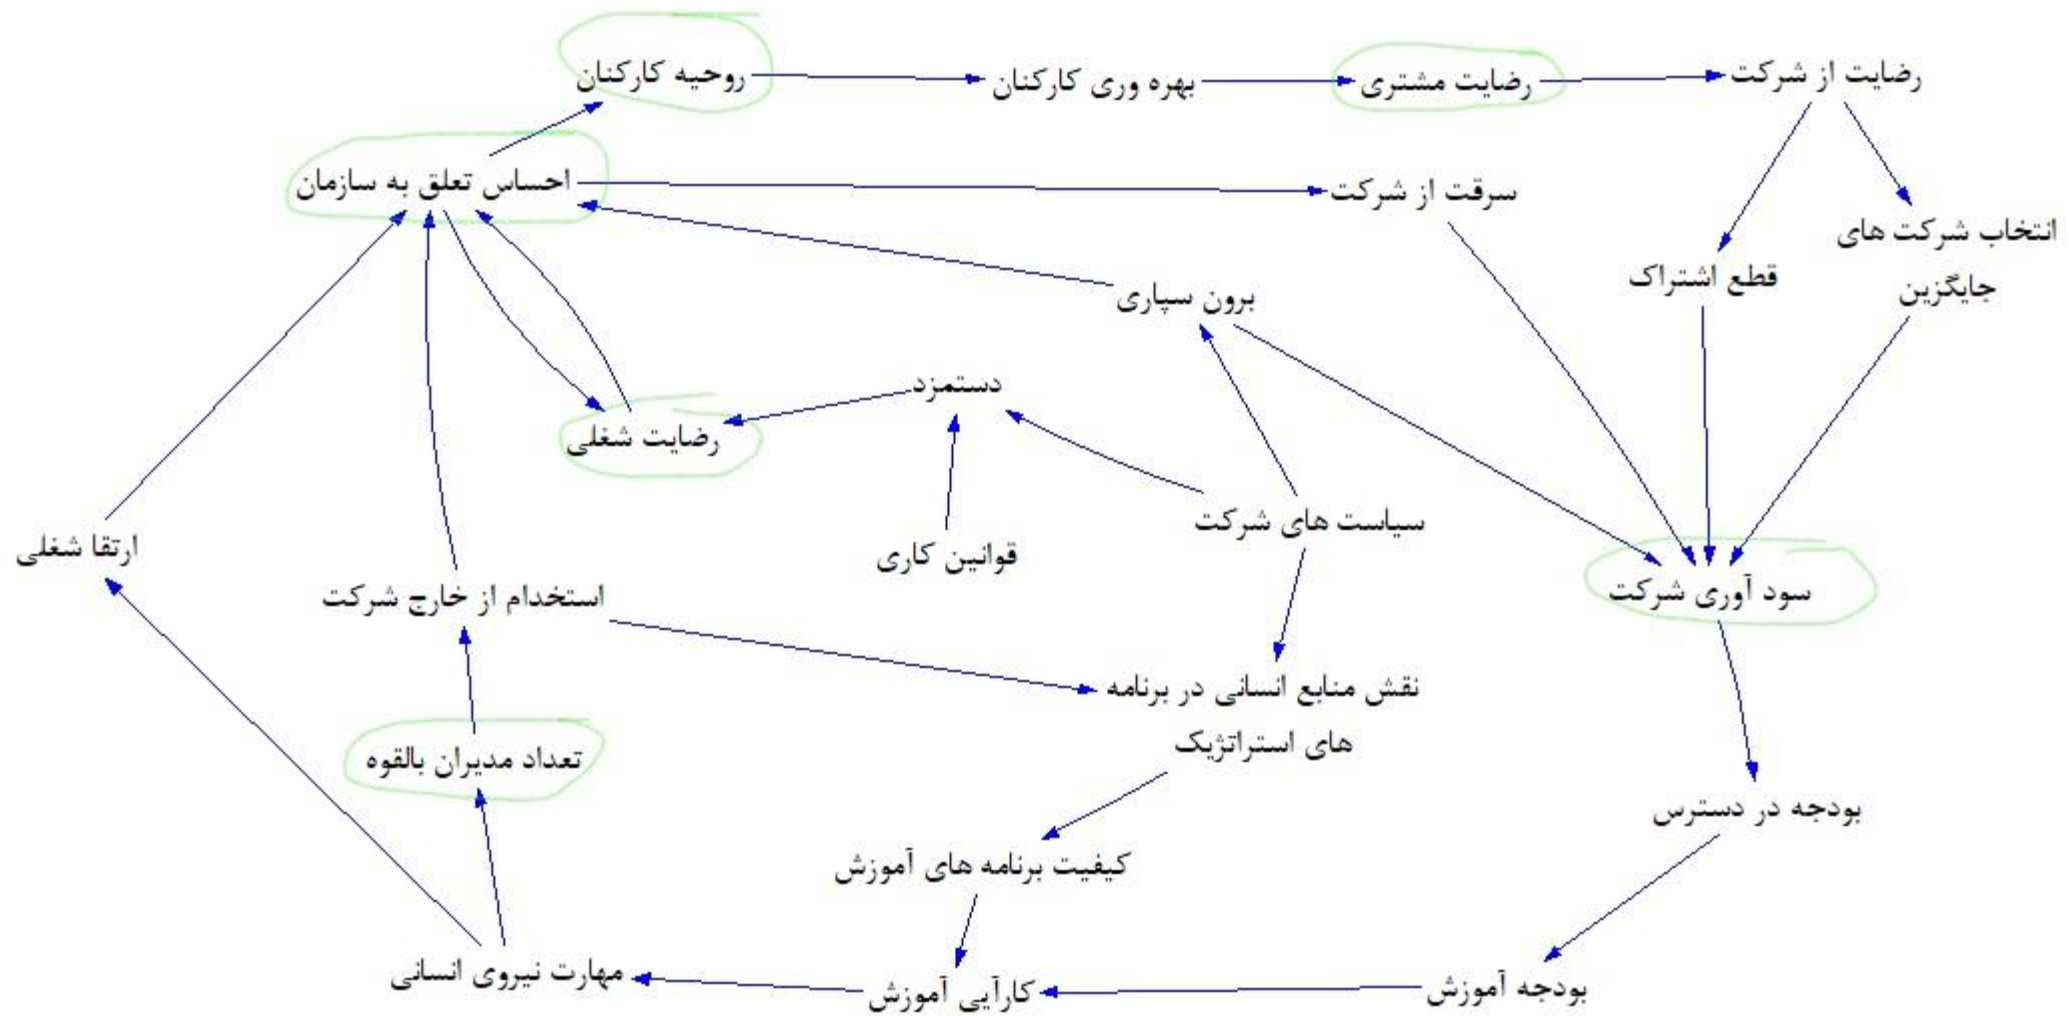 رضایت از شرکت
رضایت مشتری
بهره وری کارکنان
روحیه کارکنان
سرقت از شرکت
احساس تعلق به سازمان
انتخاب شرکت های
جایگزین
قطع اشتراک
برون سپاری
دستمزد
رضایت شغلی
سیاست های شرکت
قوانین کاری
ارتقا شغلی
سود آوری شرکت
استخدام از خارج شرکت
نقش منابع انسانی در برنامه
های استراتژیک
تعداد مدیران بالقوه
بودجه در دسترس
کیفیت برنامه های آموزش
بودجه آموزش
کارآیی آموزش
مهارت نیروی انسانی